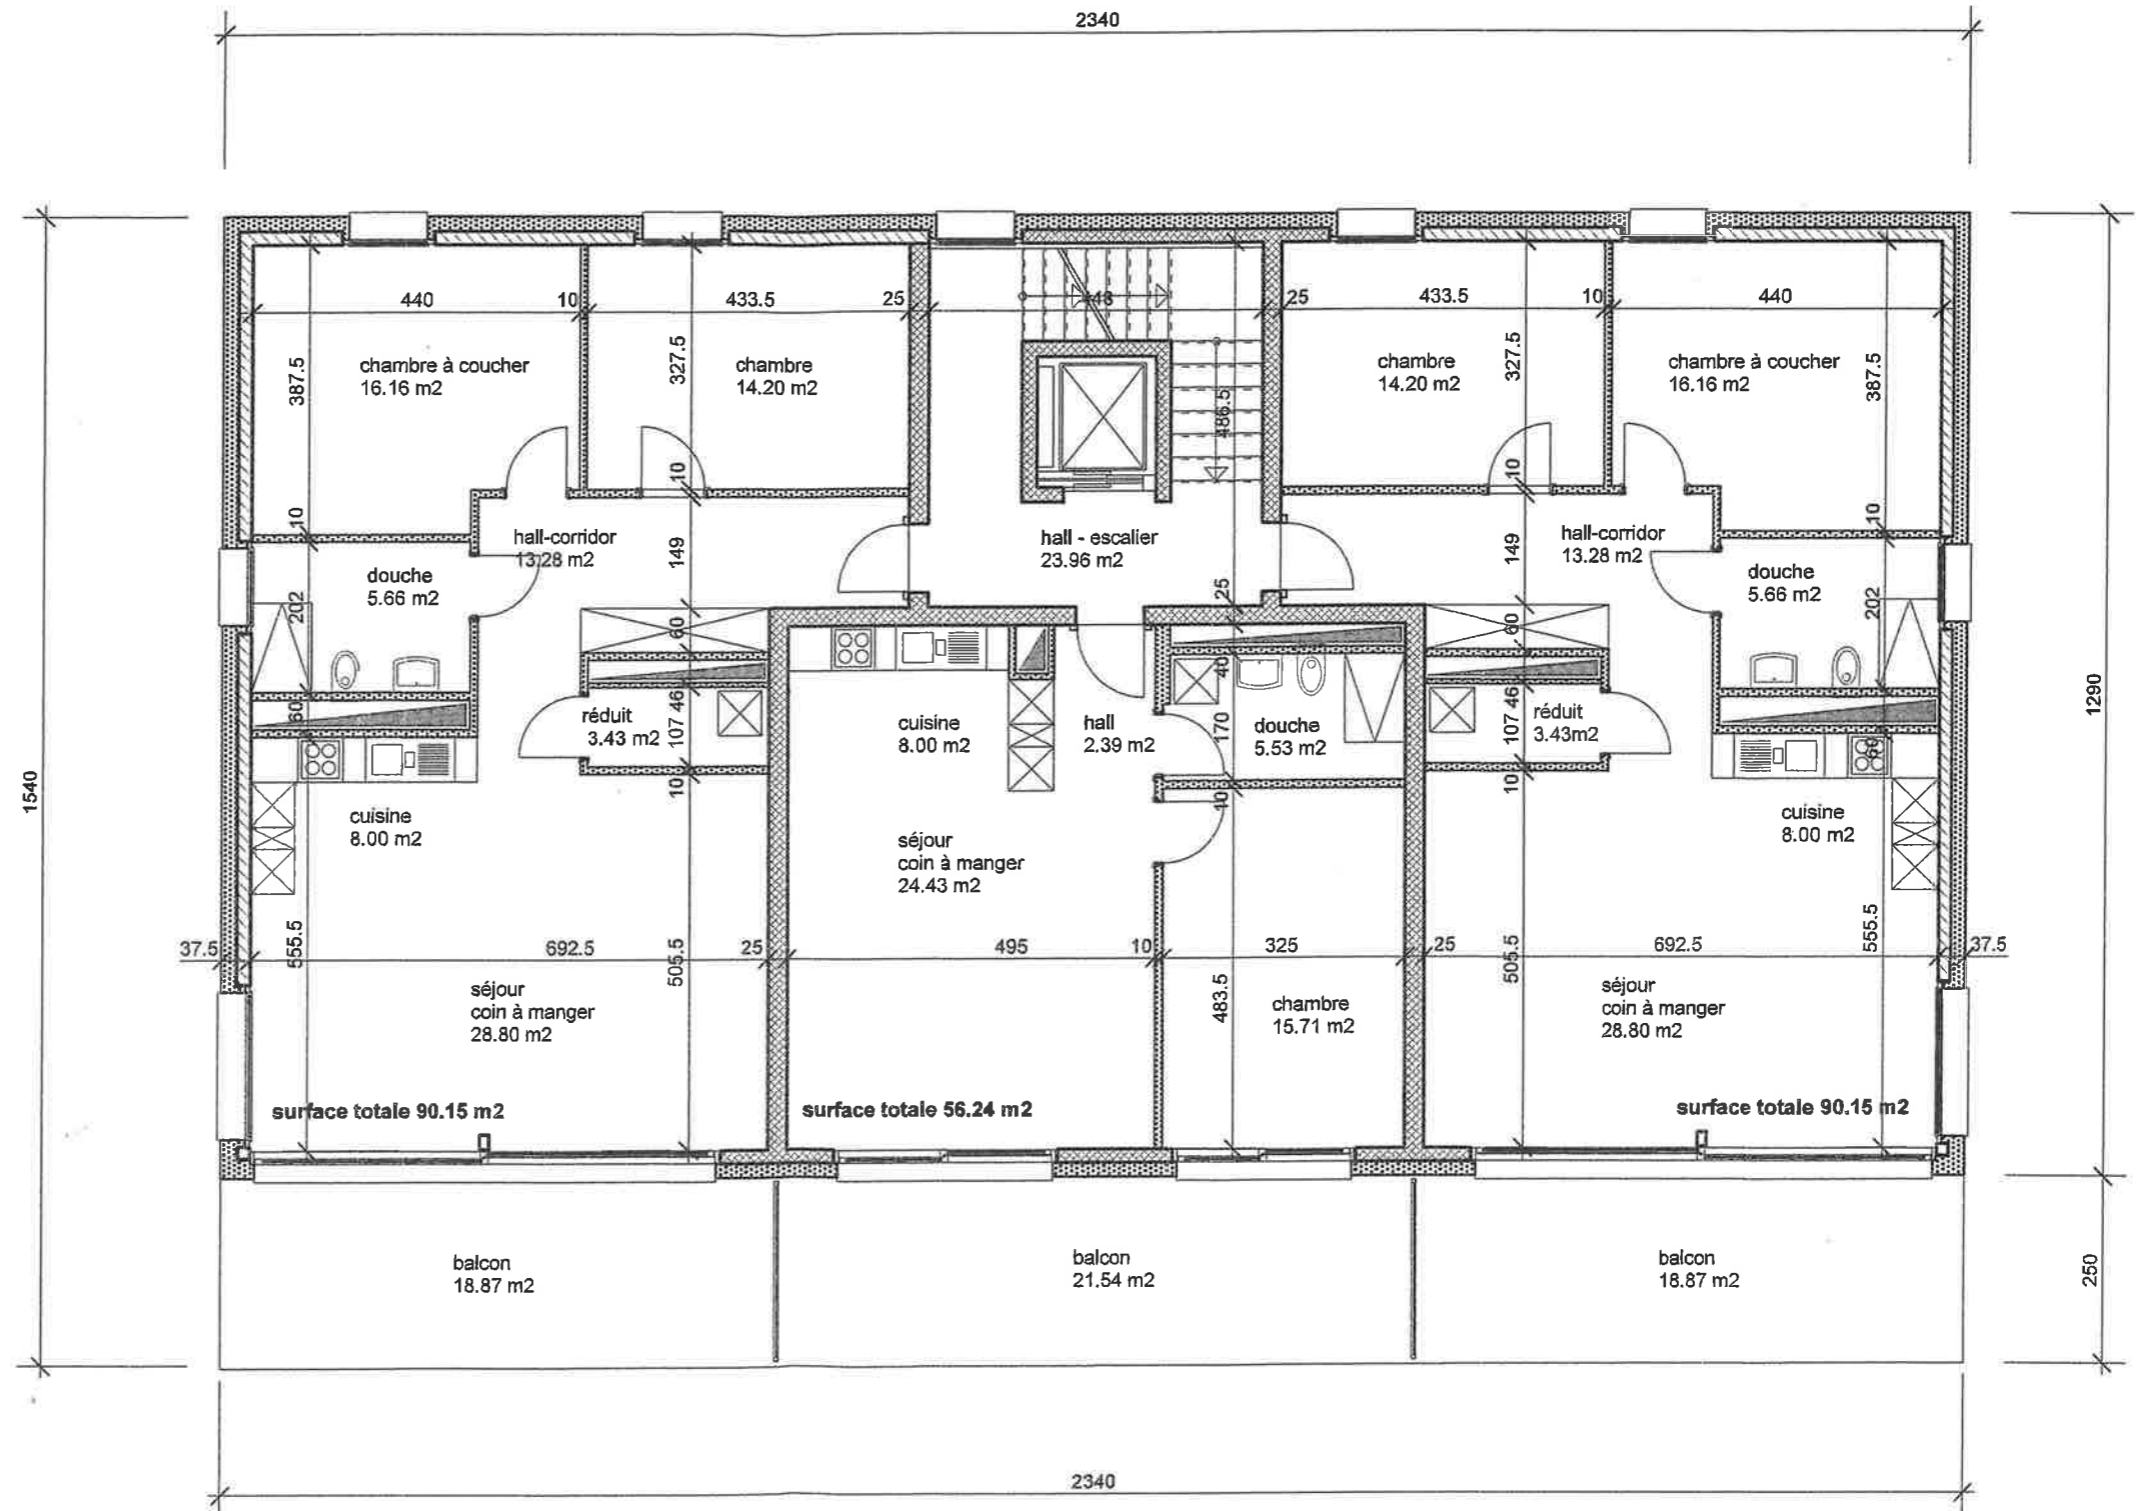 2340
440
10
433.5
25
448
25
433.5
10
440
chambre à coucher
16.16 m2
387.5
327.5
chambre
14.20 m2
486.5
chambre
14.20 m2
327.5
chambre à coucher
16.16 m2
387.5
10
10
10
10
hall-corridor
13.28 m2
149
hall - escalier
23.96 m2
25
149
hall-corridor
13.28 m2
douche
5.66 m2
202
douche
5.66 m2
202
60
60
40
60
réduit
3.43 m2
107 46
cuisine
8.00 m2
hall
2.39 m2
170
douche
5.53 m2
107 46
réduit
3.43m2
60
10
10
10
cuisine
8.00 m2
séjour
coin à manger
24.43 m2
cuisine
8.00 m2
1540
1290
37.5
555.5
692.5
505.5
25
495
10
325
25
505.5
692.5
555.5
37.5
séjour
coin à manger
28.80 m2
483.5
chambre
15.71 m2
séjour
coin à manger
28.80 m2
surface totale 90.15 m2
surface totale 56.24 m2
surface totale 90.15 m2
balcon
18.87 m2
balcon
21.54 m2
balcon
18.87 m2
250
2340